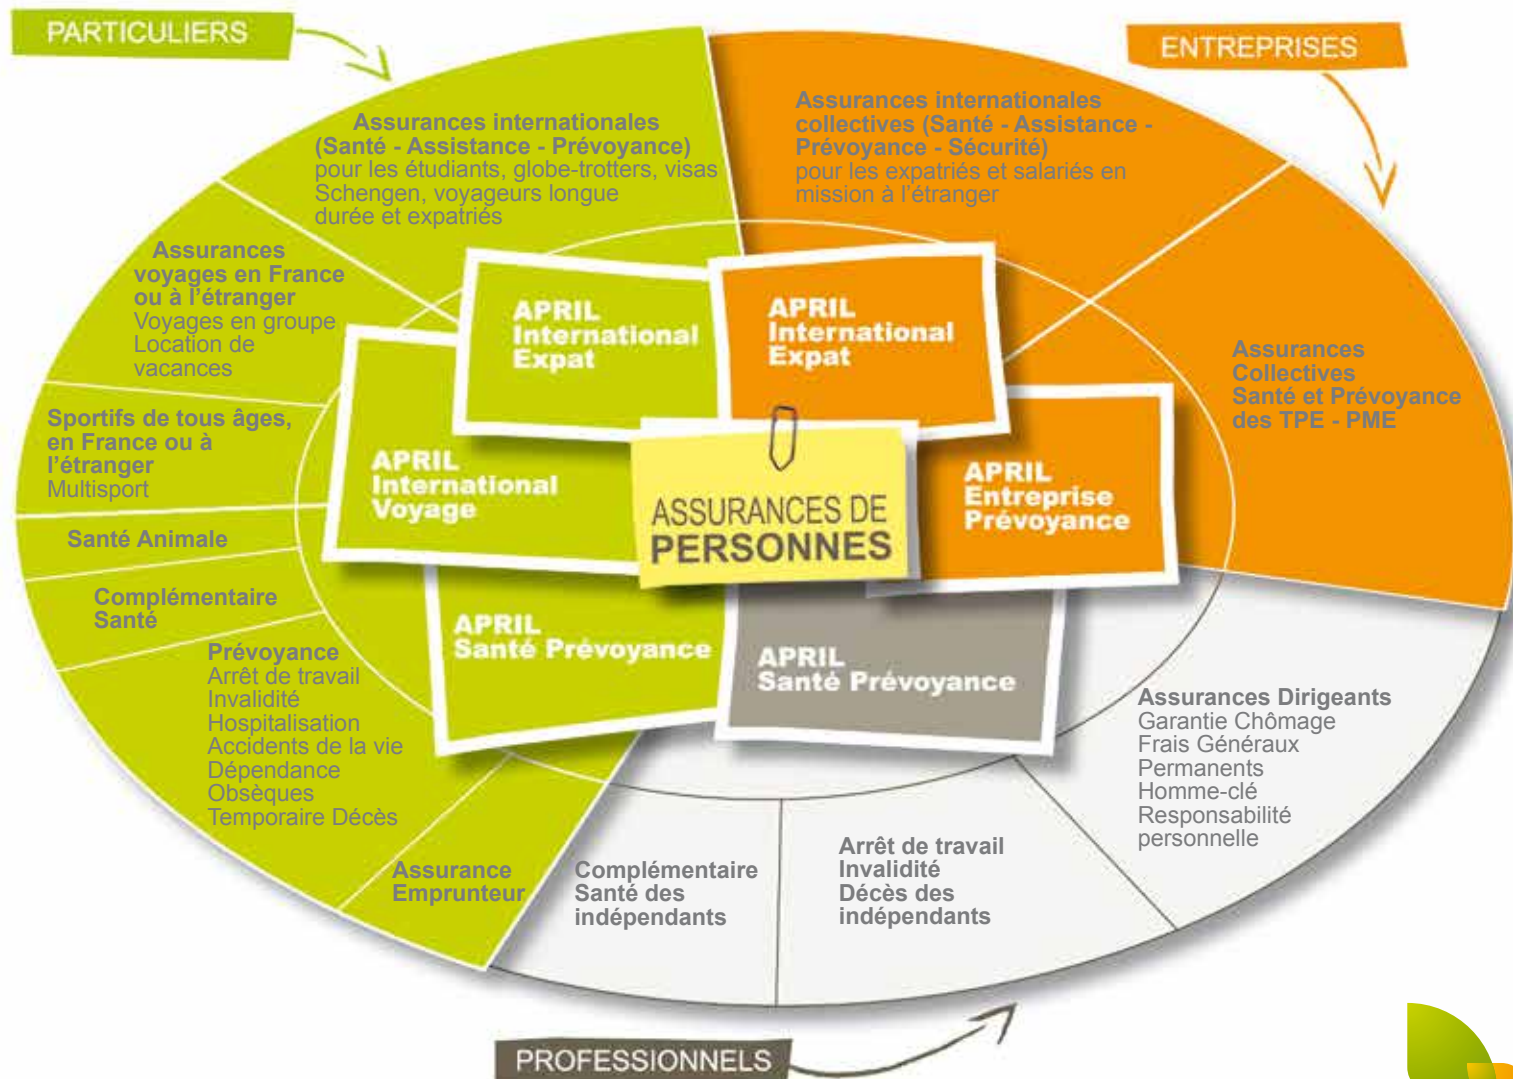 PARTICULIERS
ENTREPRISES
Assurances internationales
(Santé - Assistance - Prévoyance)
pour les étudiants, globe-trotters, visas
Schengen, voyageurs longue
durée et expatriés
Assurances internationales
collectives (Santé - Assistance -
Prévoyance - Sécurité)
pour les expatriés et salariés en
mission à l'étranger
Assurances
voyages en France
ou à l'étranger
Voyages en groupe
Location de
vacances
APRIL
International
Expat
APRIL
International
Expat
Assurances
Collectives
Santé et Prévoyance
des TPE - PME
Sportifs de tous âges,
en France ou à
l'étranger
Multisport
APRIL
International
Voyage
ASSURANCES DE
PERSONNES
APRIL
Entreprise
Prévoyance
Santé Animale
Complémentaire
Santé
APRIL
Santé Prévoyance
APRIL
Santé Prévoyance
Prévoyance
Arrêt de travail
Invalidité
Hospitalisation
Accidents de la vie
Dépendance
Obsèques
Temporaire Décès
Assurances Dirigeants
Garantie Chômage
Frais Généraux
Permanents
Homme-clé
Responsabilité
personnelle
Assurance
Emprunteur
Complémentaire
Santé des
indépendants
Arrêt de travail
Invalidité
Décès des
indépendants
PROFESSIONNELS